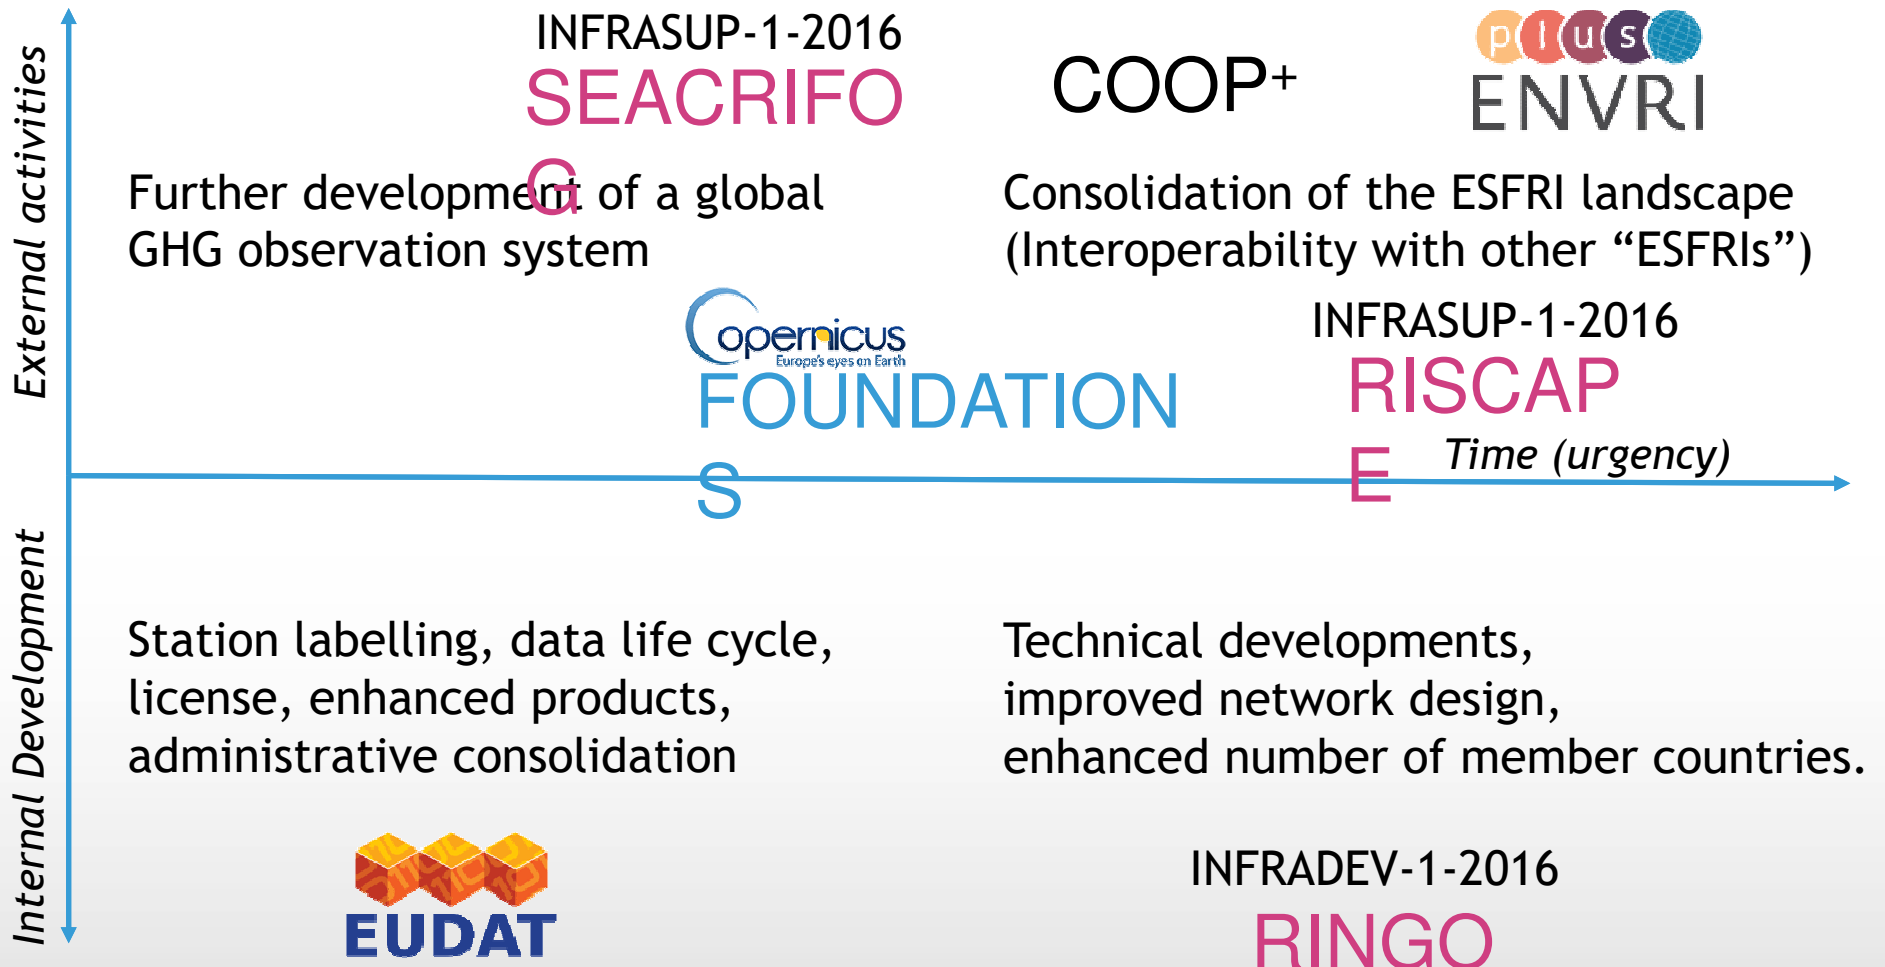 External activities
INFRASUP-1-2016
SEACRIFO
G
COOP+
plus
ENVRI
Further development of a global
GHG observation system
Consolidation of the ESFRI landscape
(Interoperability with other “ESFRIs”)
Copernicus
Europe's eyes on Earth
FOUNDATION
S
INFRASUP-1-2016
RISCAP
E
Time (urgency)
Internal Development
Station labelling, data life cycle,
license, enhanced products,
administrative consolidation
Technical developments,
improved network design,
enhanced number of member countries.
EUDAT
INFRADEV-1-2016
RINGO